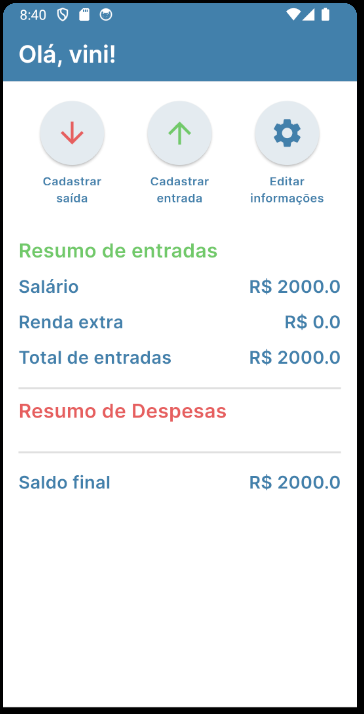 8:40
Olá, vini!
Cadastrar
saída
Cadastrar
entrada
Editar
informações
Resumo de entradas
Salário R$ 2000.0
Renda extra R$ 0.0
Total de entradas R$ 2000.0
Resumo de Despesas
Saldo final R$ 2000.0